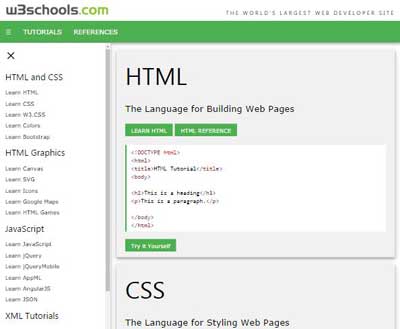 w3schools.com
THE WORLD'S LARGEST WEB DEVELOPER SITE
TUTORIALS REFERENCES
HTML and CSS
Learn HTML
Learn CSS
Learn W3.CSS
Learn Colors
Learn Bootstrap
HTML Graphics
Learn Canvas
Learn SVG
Learn Icons
Learn Google Maps
Learn HTML Games
JavaScript
Learn JavaScript
Learn jQuery
Learn jQueryMobile
Learn AppML
Learn AngularJS
Learn JSON
XML Tutorials
HTML
The Language for Building Web Pages
LEARN HTML HTML REFERENCE
<!DOCTYPE html>
<html>
<title>HTML Tutorial</title>
<body>
<h1>This is a heading</h1>
<p>This is a paragraph.</p>
</body>
</html>
Try it Yourself
CSS
The Language for Styling Web Pages